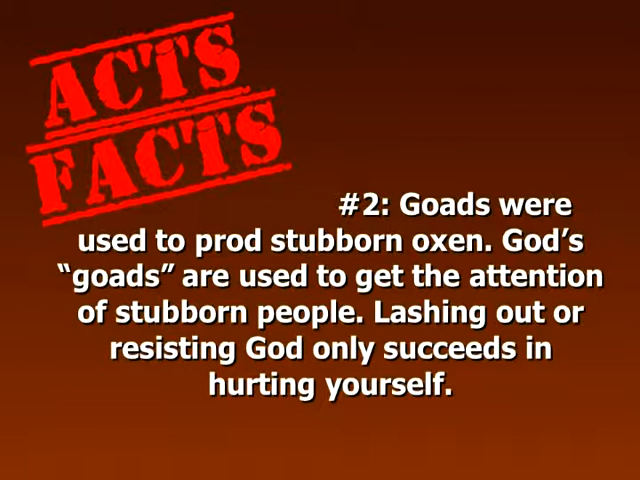 ACTS
FACTS
#2: Goads were
used to prod stubborn oxen. God’s
“goads” are used to get the attention
of stubborn people. Lashing out or
resisting God only succeeds in
hurting yourself.